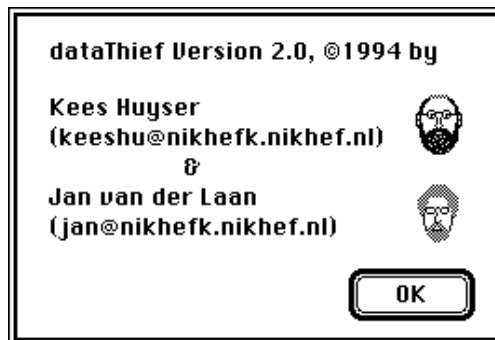 dataThief Version 2.0, ©1994 by
Kees Huyser
(keeshu@nikhefk.nikhef.nl)
&
Jan van der Laan
(jan@nikhefk.nikhef.nl)
OK